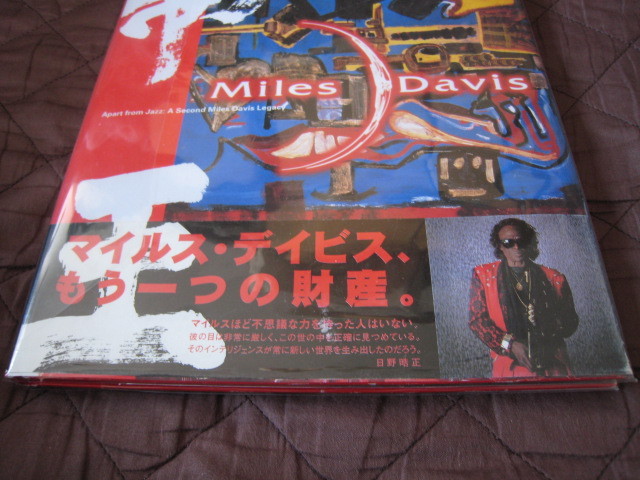 Miles Davis
Apart from Jazz: A Second Miles Davis Legacy
マイルス・デイビス、
もう一つの財産。
マイルスほど不思議な力を持った人はいない。
彼の目は非常に厳しく、この世の中を正確に見つめている。
そのインテリジェンスが常に新しい世界を生み出したのだろう。
日野皓正